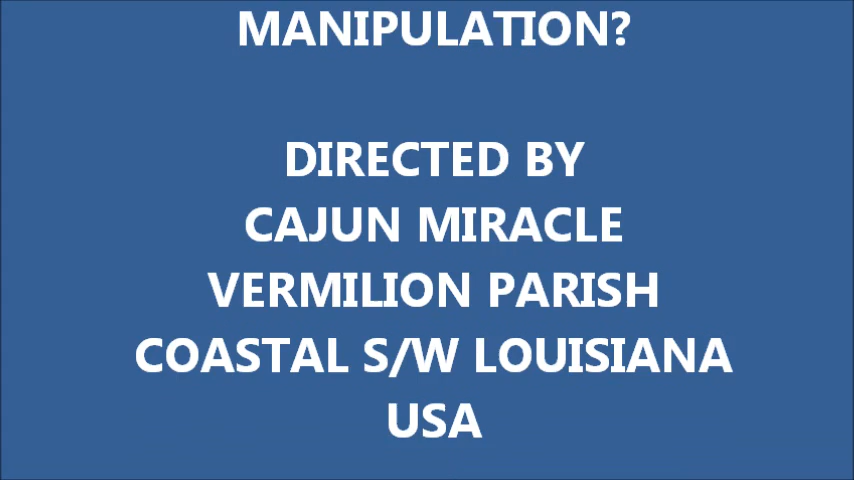 MANIPULATION?
DIRECTED BY
CAJUN MIRACLE
VERMILION PARISH
COASTAL S/W LOUISIANA
USA